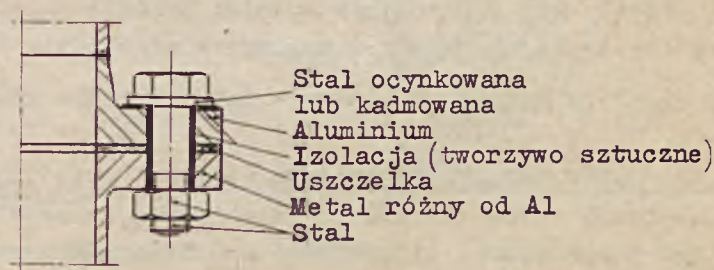 Stal ocynkowana
lub kadmowana
Aluminium
Izolacja (tworzywo sztuczne)
Uszczelka
Metal różny od Al
Stal